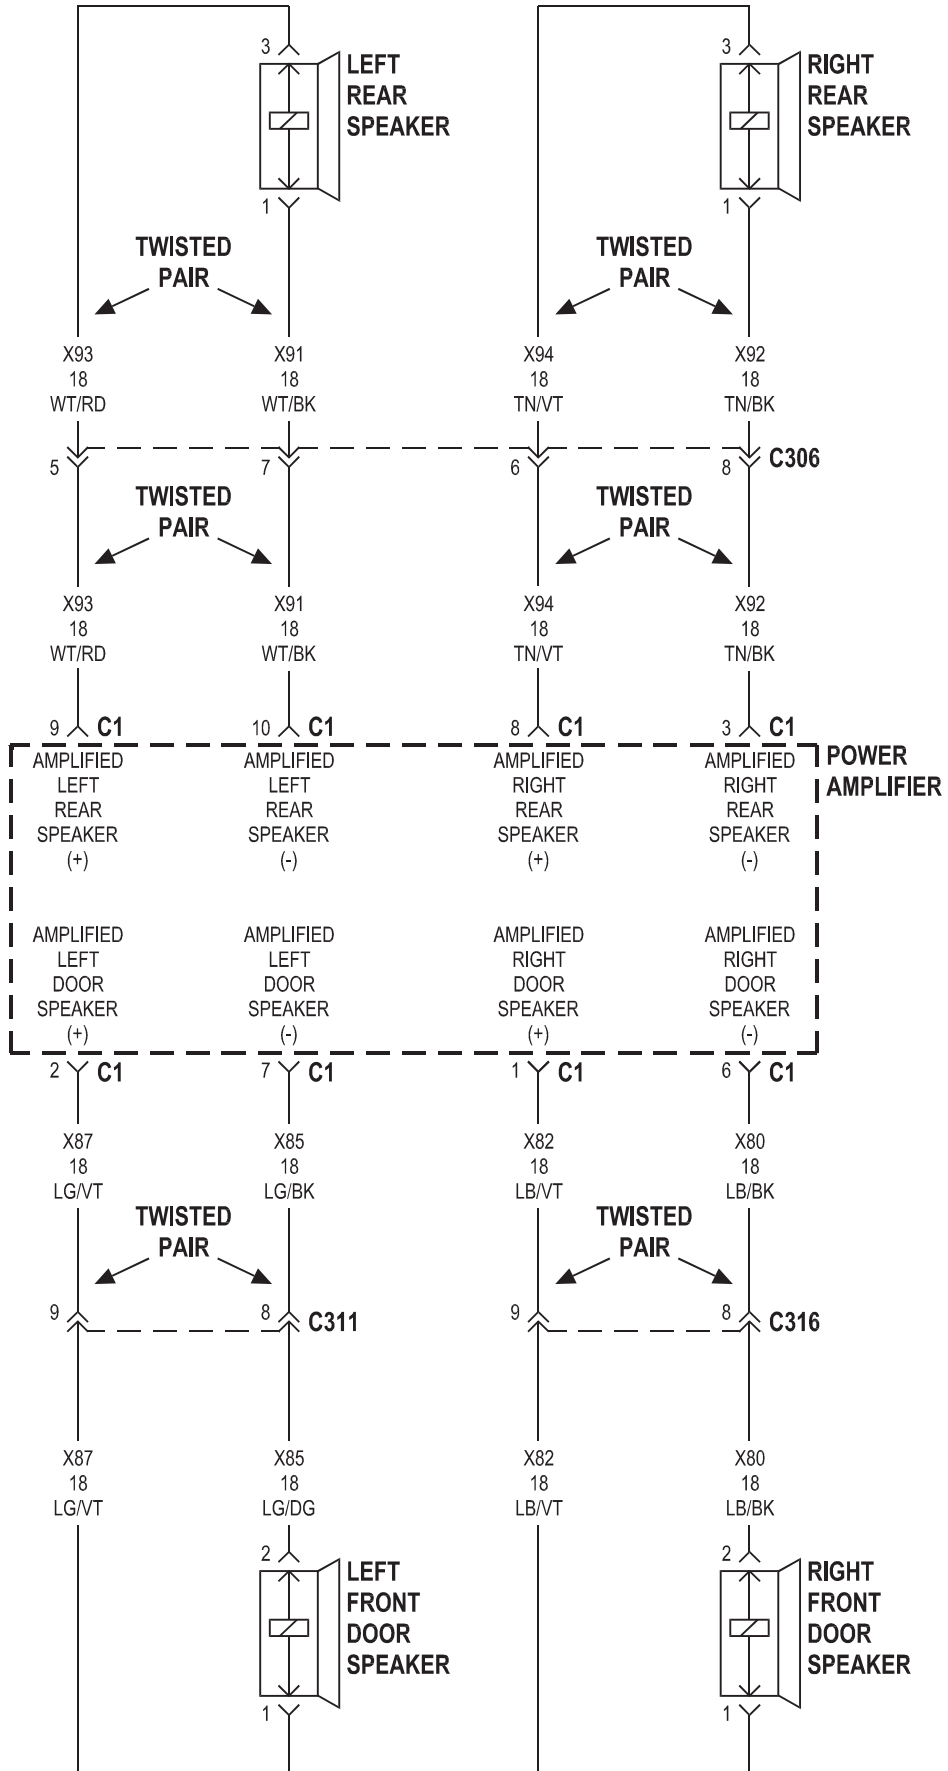 3
LEFT
REAR
SPEAKER
1
3
RIGHT
REAR
SPEAKER
1
TWISTED
PAIR
TWISTED
PAIR
X93
18
WT/RD
X91
18
WT/BK
X94
18
TN/VT
X92
18
TN/BK
5
7
6
8
C306
TWISTED
PAIR
TWISTED
PAIR
X93
18
WT/RD
X91
18
WT/BK
X94
18
TN/VT
X92
18
TN/BK
9 C1
10 C1
8 C1
3 C1
POWER
AMPLIFIER
AMPLIFIED
LEFT
REAR
SPEAKER
(+)
AMPLIFIED
LEFT
REAR
SPEAKER
(-)
AMPLIFIED
RIGHT
REAR
SPEAKER
(+)
AMPLIFIED
RIGHT
REAR
SPEAKER
(-)
AMPLIFIED
LEFT
DOOR
SPEAKER
(+)
AMPLIFIED
LEFT
DOOR
SPEAKER
(-)
AMPLIFIED
RIGHT
DOOR
SPEAKER
(+)
AMPLIFIED
RIGHT
DOOR
SPEAKER
(-)
2 C1
7 C1
1 C1
6 C1
X87
18
LG/VT
X85
18
LG/BK
X82
18
LB/VT
X80
18
LB/BK
TWISTED
PAIR
TWISTED
PAIR
9
8
C311
9
8
C316
X87
18
LG/VT
X85
18
LG/DG
X82
18
LB/VT
X80
18
LB/BK
2
LEFT
FRONT
DOOR
SPEAKER
1
2
RIGHT
FRONT
DOOR
SPEAKER
1